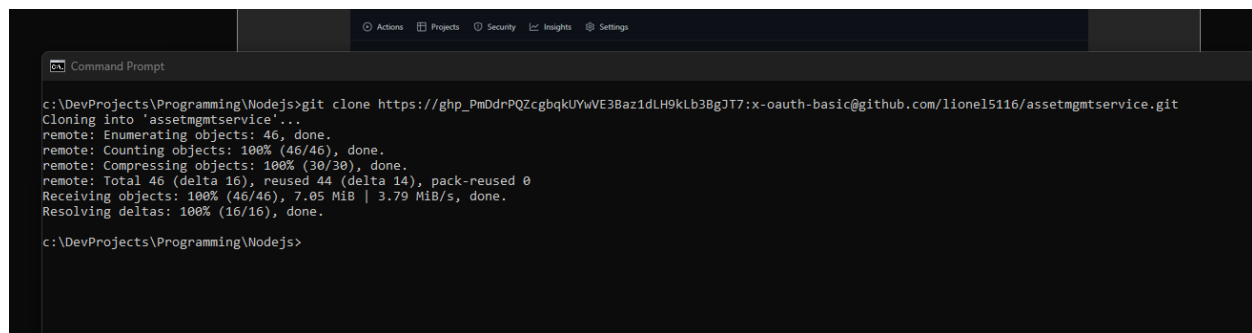 Actions Projects Security Insights Settings
Command Prompt
c:\DevProjects\Programming\Nodejs>git clone https://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:x-oauth-basic@github.com/lionel5116/assetmgmtservice.git
Cloning into 'assetmgmtservice'...
remote: Enumerating objects: 46, done.
remote: Counting objects: 100% (46/46), done.
remote: Compressing objects: 100% (30/30), done.
remote: Total 46 (delta 16), reused 44 (delta 14), pack-reused 0
Receiving objects: 100% (46/46), 7.05 MiB | 3.79 MiB/s, done.
Resolving deltas: 100% (16/16), done.
c:\DevProjects\Programming\Nodejs>